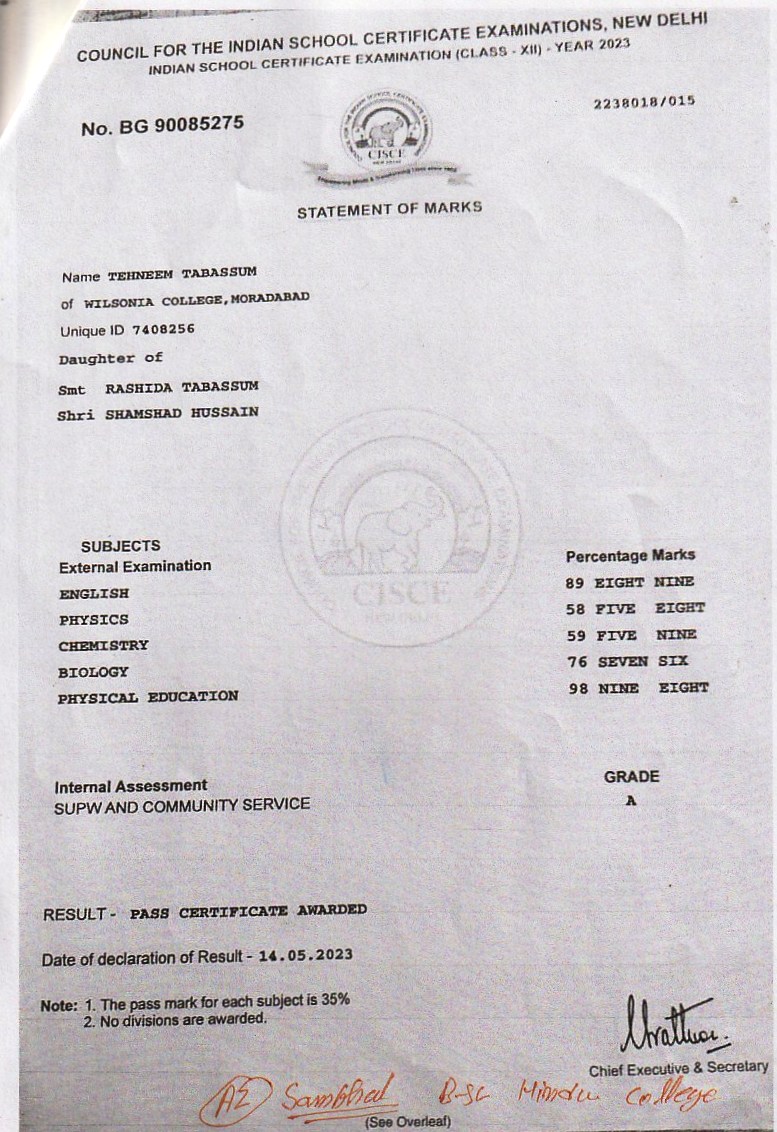 COUNCIL FOR THE INDIAN SCHOOL CERTIFICATE EXAMINATIONS, NEW DELHI
INDIAN SCHOOL CERTIFICATE EXAMINATION (CLASS - XII) - YEAR 2023
No. BG 90085275
2238018/015
CISCE
NEW DELHI
STATEMENT OF MARKS
Name TEHNEEM TABASSUM
of WILSONIA COLLEGE,MORADABAD
Unique ID 7408256
Daughter of
Smt RASHIDA TABASSUM
Shri SHAMSHAD HUSSAIN
CISCE
NEW DELHI
SUBJECTS
External Examination Percentage Marks
ENGLISH 89 EIGHT NINE
PHYSICS 58 FIVE EIGHT
CHEMISTRY 59 FIVE NINE
BIOLOGY 76 SEVEN SIX
PHYSICAL EDUCATION 98 NINE EIGHT
Internal Assessment GRADE
SUPW AND COMMUNITY SERVICE A
RESULT - PASS CERTIFICATE AWARDED
Date of declaration of Result - 14.05.2023
Note: 1. The pass mark for each subject is 35%
2. No divisions are awarded.
Chief Executive & Secretary
Sambhal B-Sc Hindu College
(See Overleaf)